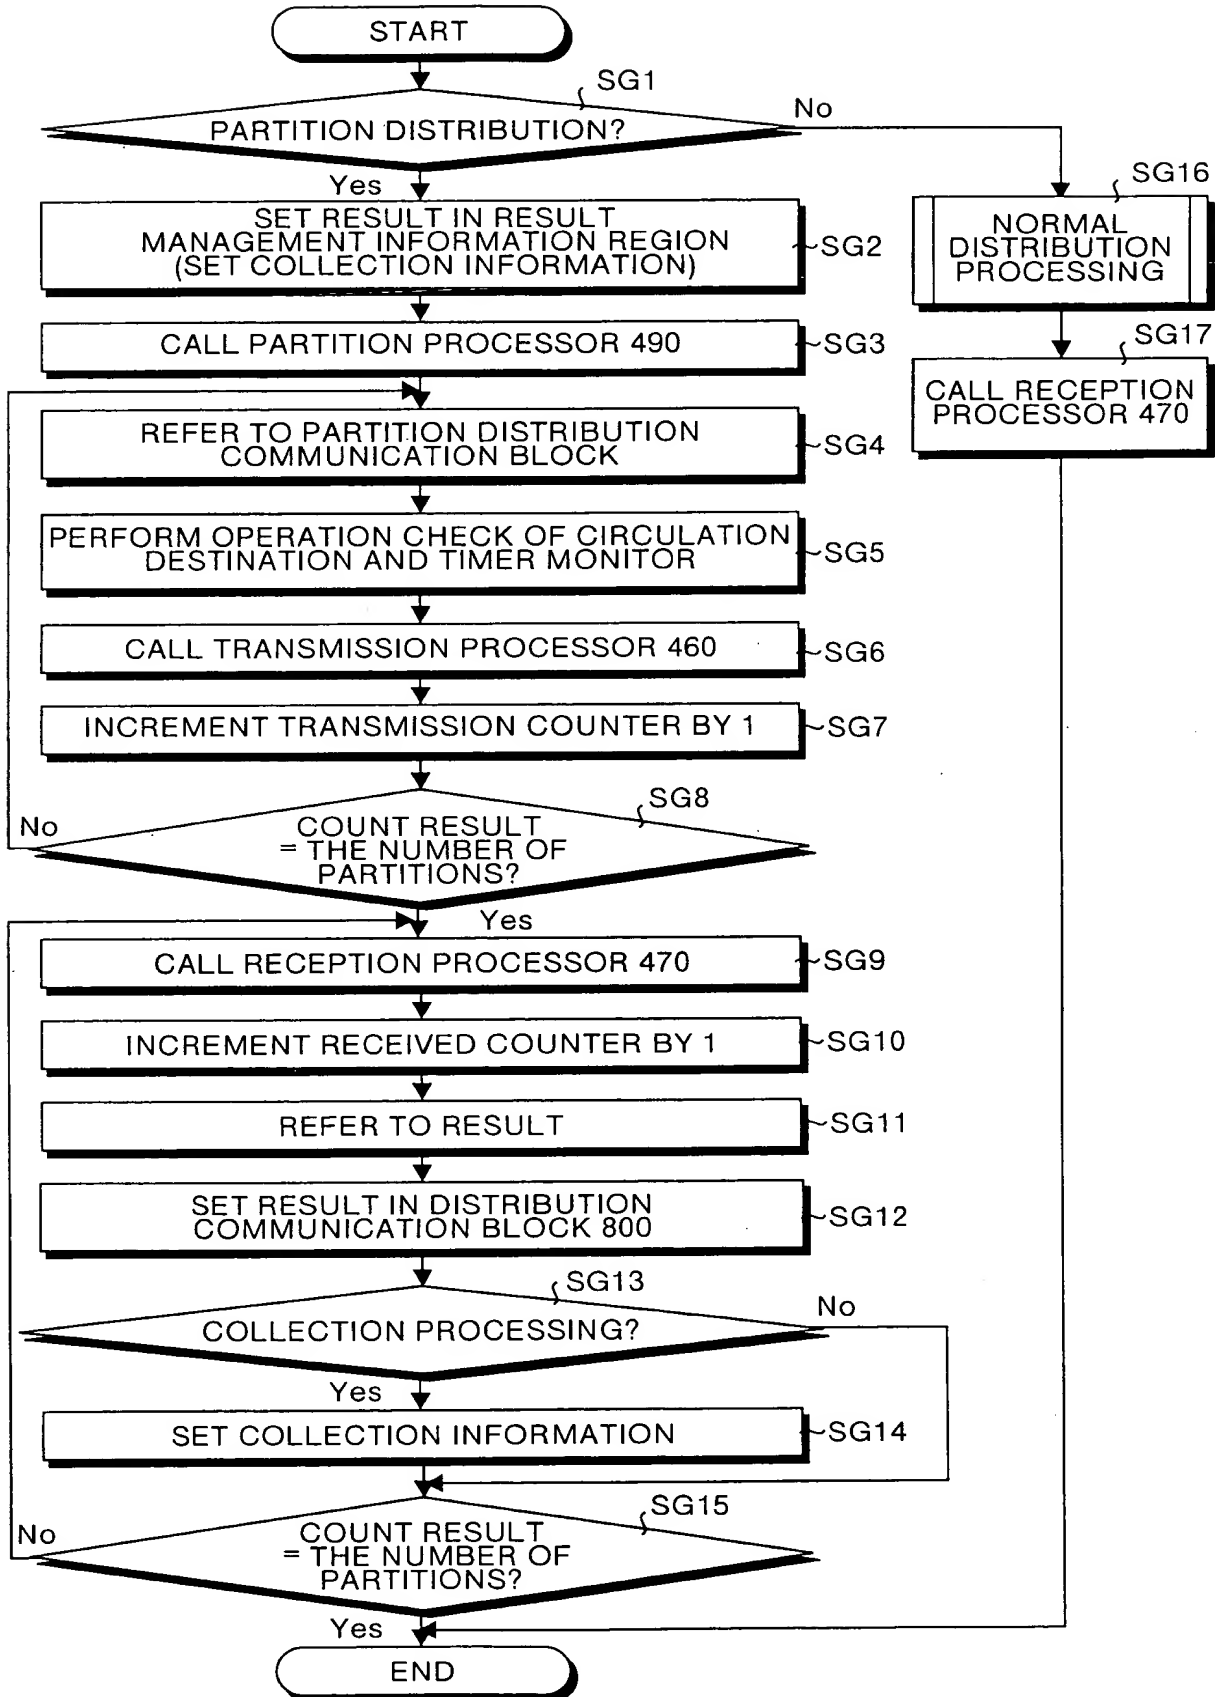 START
SG1
No
PARTITION DISTRIBUTION?
Yes
SG16
SET RESULT IN RESULT
MANAGEMENT INFORMATION REGION
(SET COLLECTION INFORMATION)
SG2
NORMAL
DISTRIBUTION
PROCESSING
CALL PARTITION PROCESSOR 490
SG3
SG17
CALL RECEPTION
PROCESSOR 470
REFER TO PARTITION DISTRIBUTION
COMMUNICATION BLOCK
SG4
PERFORM OPERATION CHECK OF CIRCULATION
DESTINATION AND TIMER MONITOR
SG5
CALL TRANSMISSION PROCESSOR 460
SG6
INCREMENT TRANSMISSION COUNTER BY 1
SG7
SG8
No
COUNT RESULT
= THE NUMBER OF
PARTITIONS?
Yes
CALL RECEPTION PROCESSOR 470
SG9
INCREMENT RECEIVED COUNTER BY 1
SG10
REFER TO RESULT
SG11
SET RESULT IN DISTRIBUTION
COMMUNICATION BLOCK 800
SG12
SG13
No
COLLECTION PROCESSING?
Yes
SET COLLECTION INFORMATION
SG14
SG15
No
COUNT RESULT
= THE NUMBER OF
PARTITIONS?
Yes
END